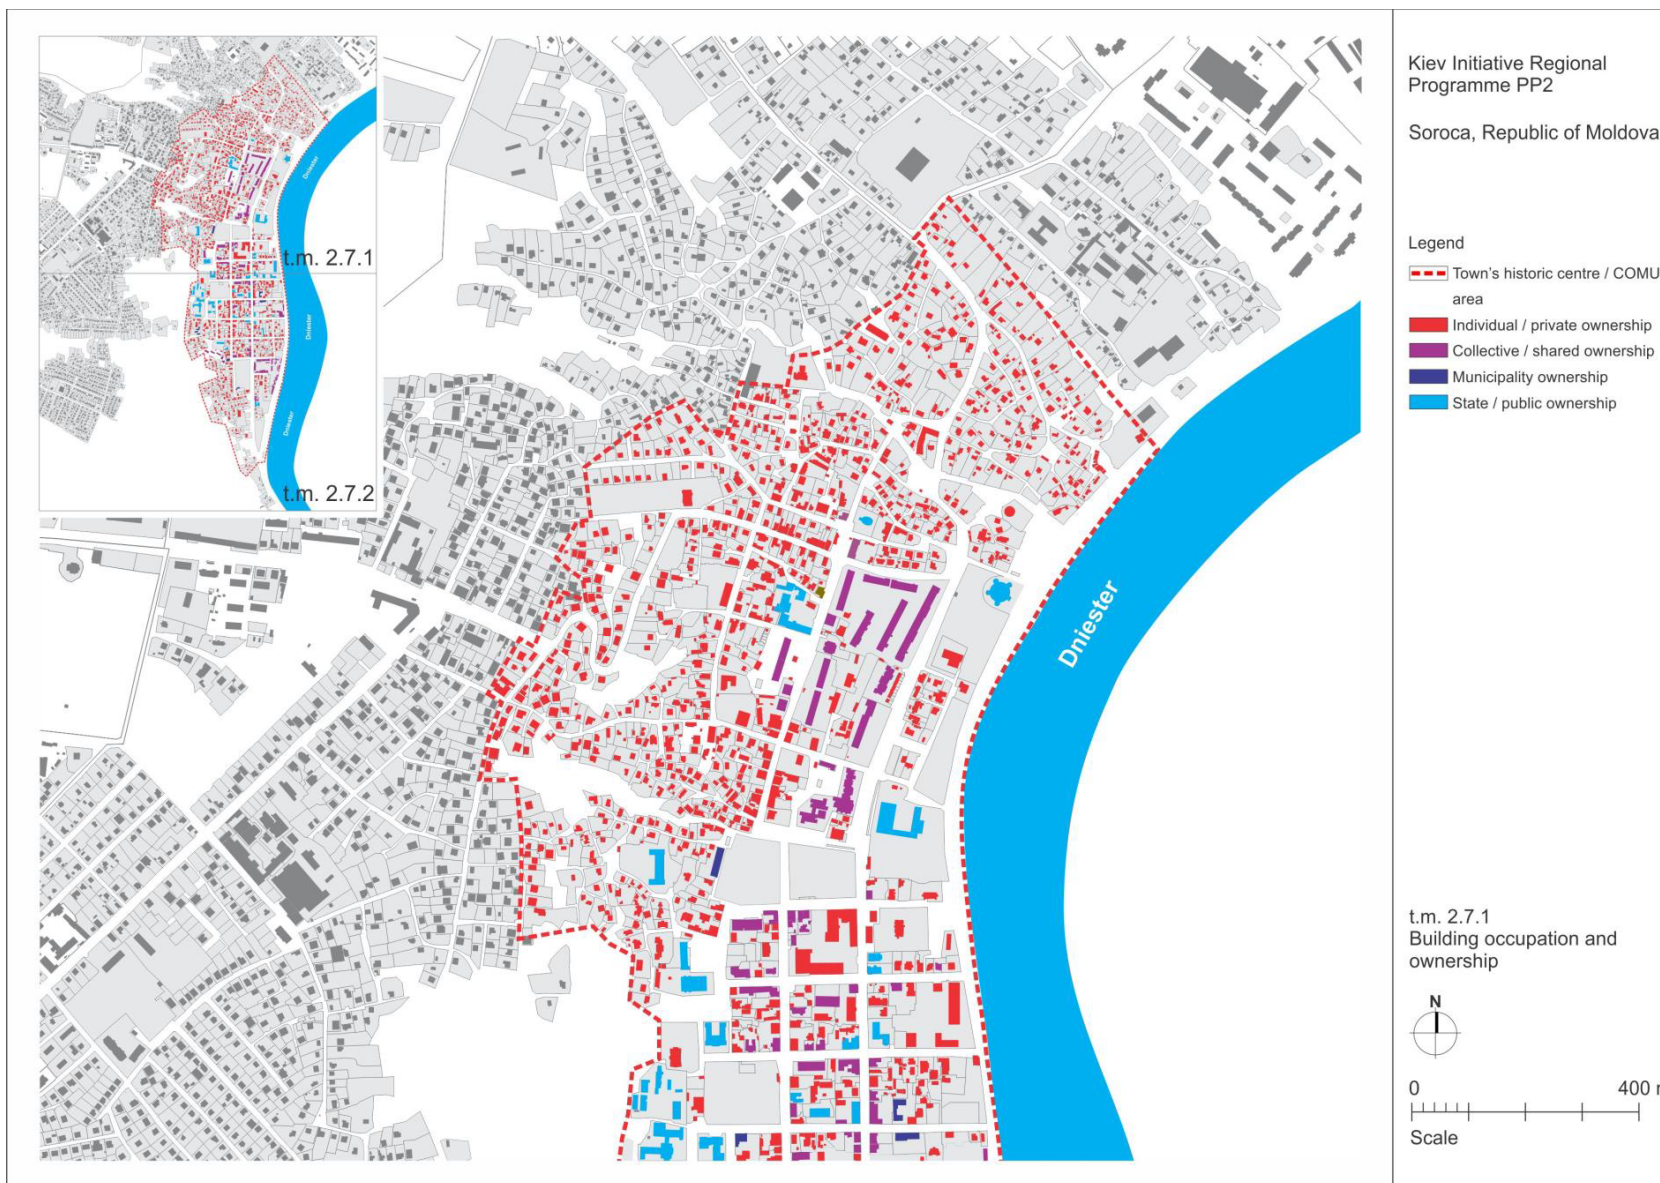 t.m. 2.7.1
t.m. 2.7.2
Dniester
Dniester
Dniester
Dniester
Kiev Initiative Regional
Programme PP2
Soroca, Republic of Moldova
Legend
Town's historic centre / COMU
area
Individual / private ownership
Collective / shared ownership
Municipality ownership
State / public ownership
t.m. 2.7.1
Building occupation and
ownership
N
0 400 m
Scale